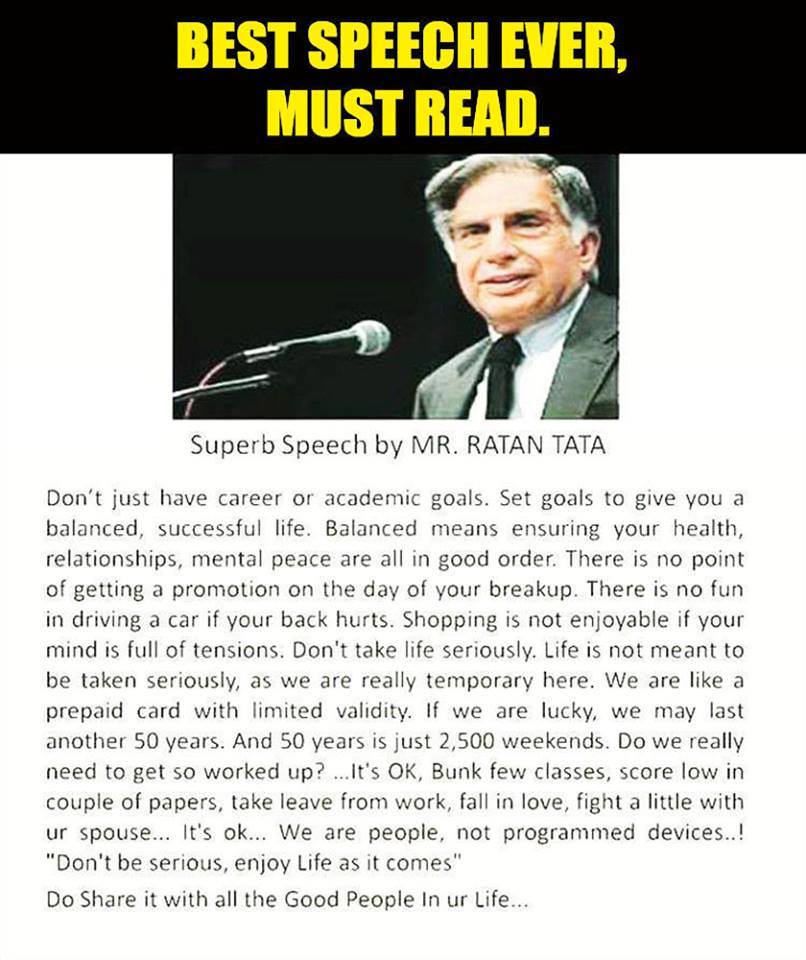 BEST SPEECH EVER,
MUST READ.
Superb Speech by MR. RATAN TATA
Don't just have career or academic goals. Set goals to give you a
balanced, successful life. Balanced means ensuring your health,
relationships, mental peace are all in good order. There is no point
of getting a promotion on the day of your breakup. There is no fun
in driving a car if your back hurts. Shopping is not enjoyable if your
mind is full of tensions. Don't take life seriously. Life is not meant to
be taken seriously, as we are really temporary here. We are like a
prepaid card with limited validity. If we are lucky, we may last
another 50 years. And 50 years is just 2,500 weekends. Do we really
need to get so worked up? ...It's OK, Bunk few classes, score low in
couple of papers, take leave from work, fall in love, fight a little with
ur spouse... It's ok... We are people, not programmed devices..!
"Don't be serious, enjoy Life as it comes"
Do Share it with all the Good People In ur Life...